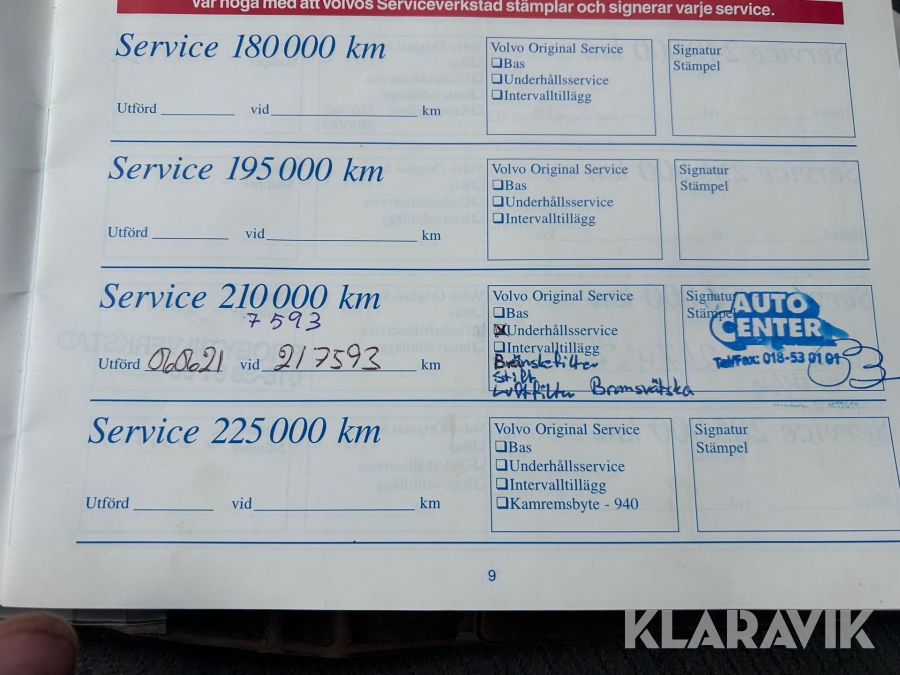 Var noga med att Volvos Serviceverkstad stämplar och signerar varje service.
Service 180 000 km
Utförd vid km
Volvo Original Service
Bas
Underhållsservice
Intervalltillägg
Signatur
Stämpel
Service 195 000 km
Utförd vid km
Volvo Original Service
Bas
Underhållsservice
Intervalltillägg
Signatur
Stämpel
Service 210 000 km
7593
Utförd 060621 vid 217593 km
Volvo Original Service
Bas
Underhållsservice
Intervalltillägg
Bränslefilter
Stift
Luftfilter Bromsvätska
Signatur
Stämpel
AUTO
CENTER
Tel/Fax: 018-53 01 01
Service 225 000 km
Utförd vid km
Volvo Original Service
Bas
Underhållsservice
Intervalltillägg
Kamremsbyte - 940
Signatur
Stämpel
9
KLARAVIK